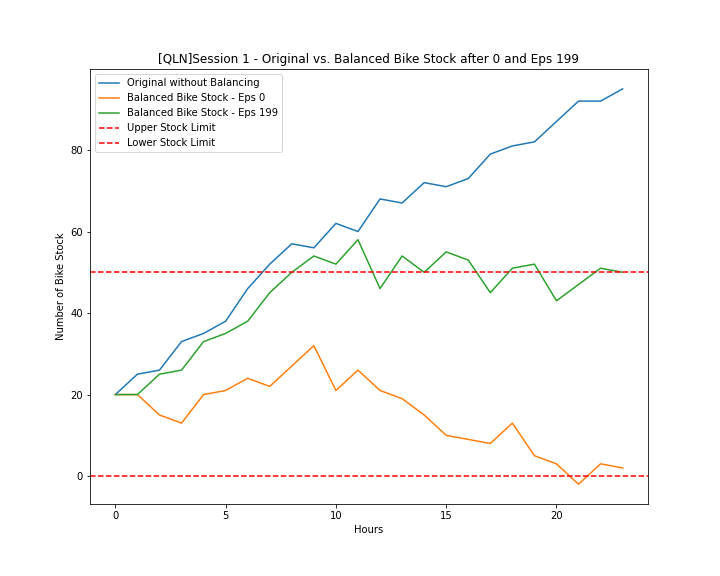 [QLN]Session 1 - Original vs. Balanced Bike Stock after 0 and Eps 199
Original without Balancing
Balanced Bike Stock - Eps 0
Balanced Bike Stock - Eps 199
Upper Stock Limit
Lower Stock Limit
Number of Bike Stock
80
60
40
20
0
0 5 10 15 20
Hours